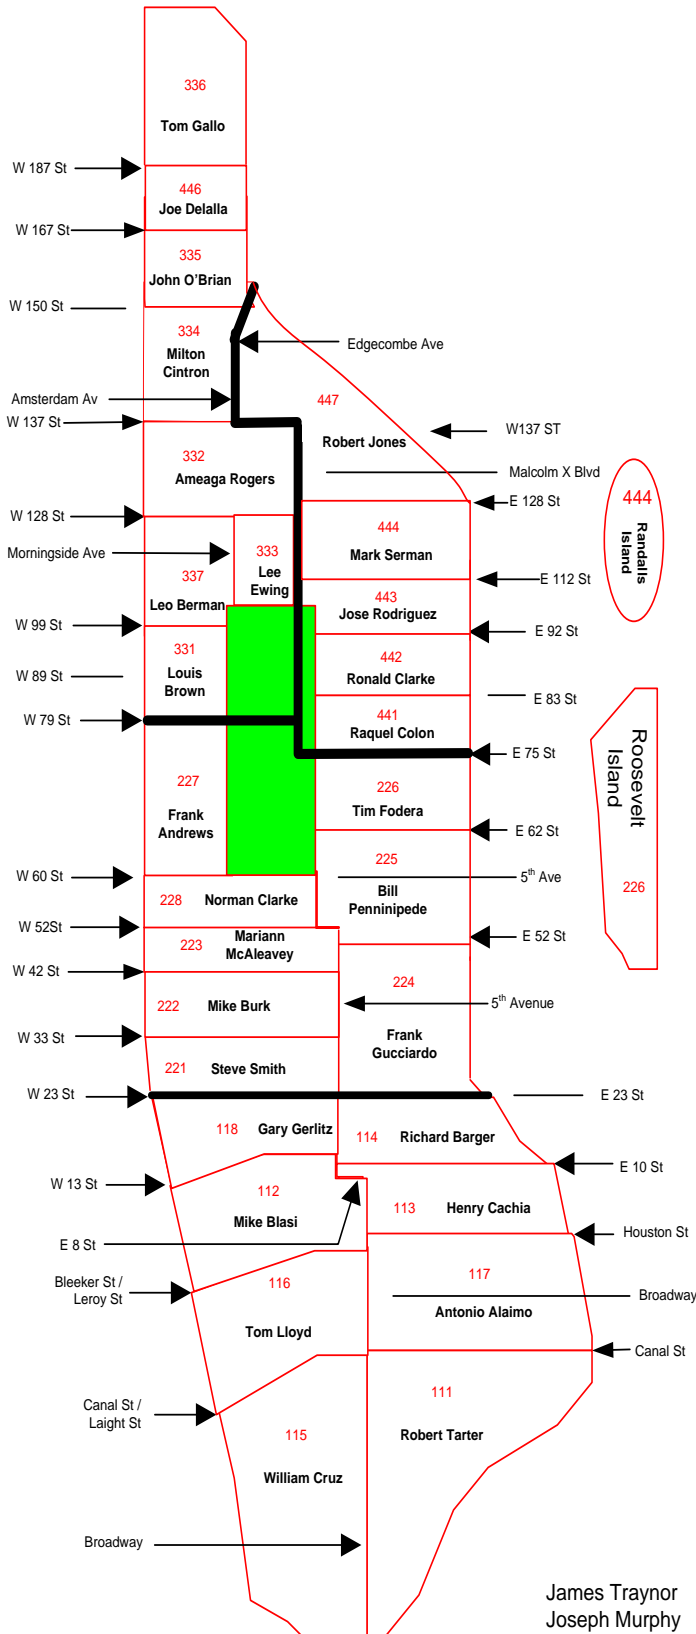 336
Tom Gallo
W 187 St
446
Joe Delalla
W 167 St
335
John O'Brian
W 150 St
334
Milton
Cintron
Edgecombe Ave
Amsterdam Av
447
W 137 St
Robert Jones
W137 ST
332
Ameaga Rogers
Malcolm X Blvd
E 128 St
444
Randalls
Island
W 128 St
444
Mark Serman
Morningside Ave
333
Lee
Ewing
337
Leo Berman
E 112 St
443
Jose Rodriguez
W 99 St
E 92 St
331
Louis
Brown
442
Ronald Clarke
W 89 St
E 83 St
W 79 St
441
Raquel Colon
E 75 St
Roosevelt
Island
226
227
Frank
Andrews
226
Tim Fodera
E 62 St
225
Bill
Penninipede
W 60 St
5th Ave
228
Norman Clarke
W 52St
223
Mariann
McAleavey
E 52 St
W 42 St
224
222
Mike Burk
5th Avenue
W 33 St
Frank
Gucciardo
221
Steve Smith
W 23 St
E 23 St
118
Gary Gerlitz
114
Richard Barger
E 10 St
W 13 St
112
Mike Blasi
113
Henry Cachia
E 8 St
Houston St
Bleeker St /
Leroy St
116
Tom Lloyd
117
Antonio Alaimo
Broadway
Canal St
Canal St /
Laight St
111
Robert Tarter
115
William Cruz
Broadway
James Traynor
Joseph Murphy